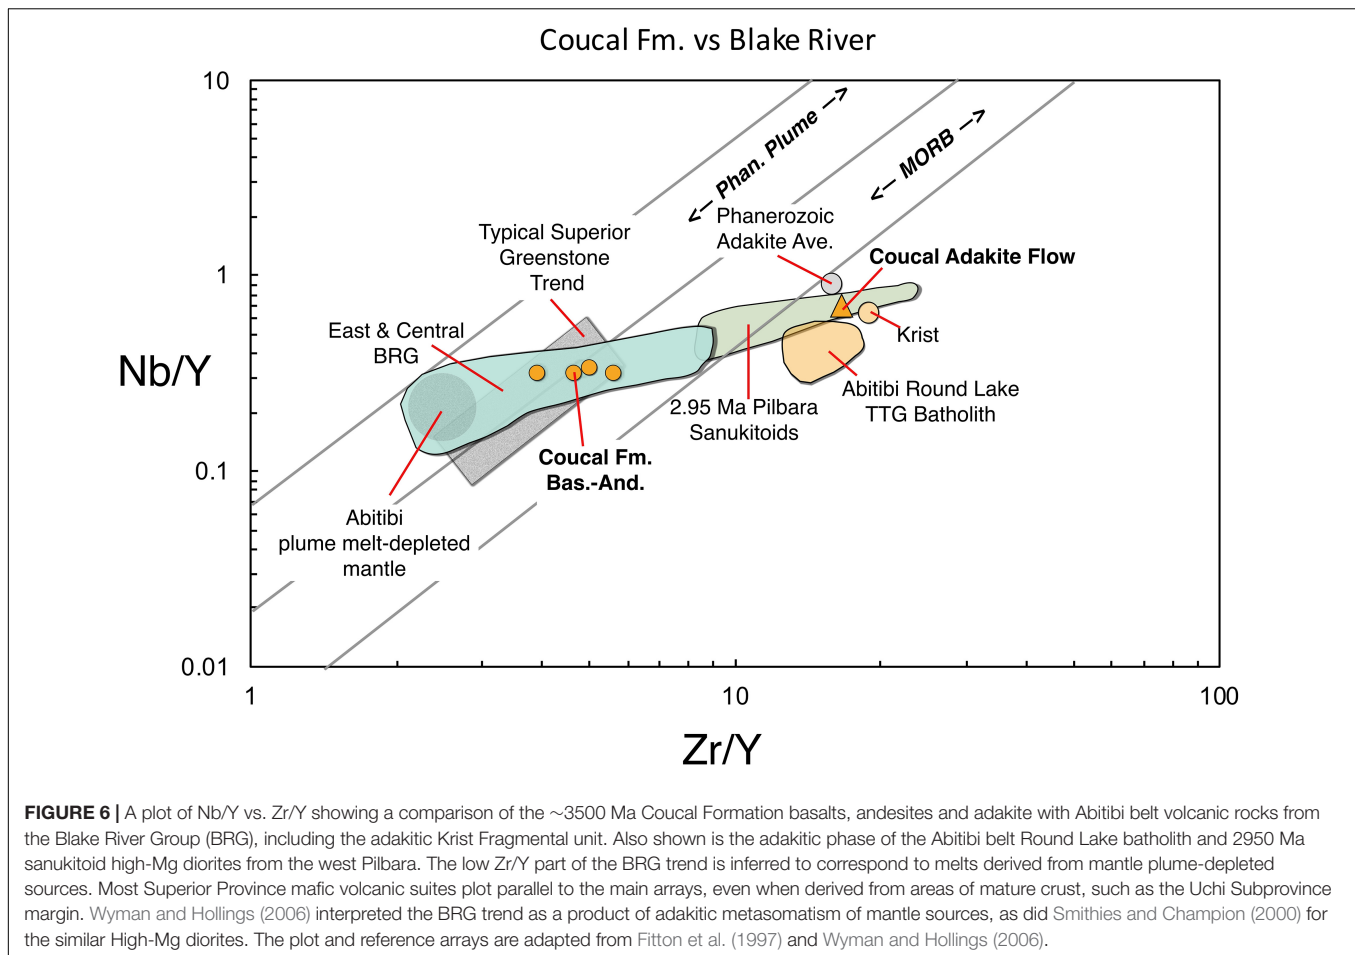 Coucal Fm. vs Blake River
10
1
0.1
0.01
Nb/Y
<-- Phan. Plume -->
<-- MORB -->
Typical Superior
Greenstone
Trend
Phanerozoic
Adakite Ave.
Coucal Adakite Flow
East & Central
BRG
Krist
Abitibi Round Lake
TTG Batholith
2.95 Ma Pilbara
Sanukitoids
Coucal Fm.
Bas.-And.
Abitibi
plume melt-depleted
mantle
1
10
100
Zr/Y
FIGURE 6 | A plot of Nb/Y vs. Zr/Y showing a comparison of the ∼3500 Ma Coucal Formation basalts, andesites and adakite with Abitibi belt volcanic rocks from
the Blake River Group (BRG), including the adakitic Krist Fragmental unit. Also shown is the adakitic phase of the Abitibi belt Round Lake batholith and 2950 Ma
sanukitoid high-Mg diorites from the west Pilbara. The low Zr/Y part of the BRG trend is inferred to correspond to melts derived from mantle plume-depleted
sources. Most Superior Province mafic volcanic suites plot parallel to the main arrays, even when derived from areas of mature crust, such as the Uchi Subprovince
margin. Wyman and Hollings (2006) interpreted the BRG trend as a product of adakitic metasomatism of mantle sources, as did Smithies and Champion (2000) for
the similar High-Mg diorites. The plot and reference arrays are adapted from Fitton et al. (1997) and Wyman and Hollings (2006).